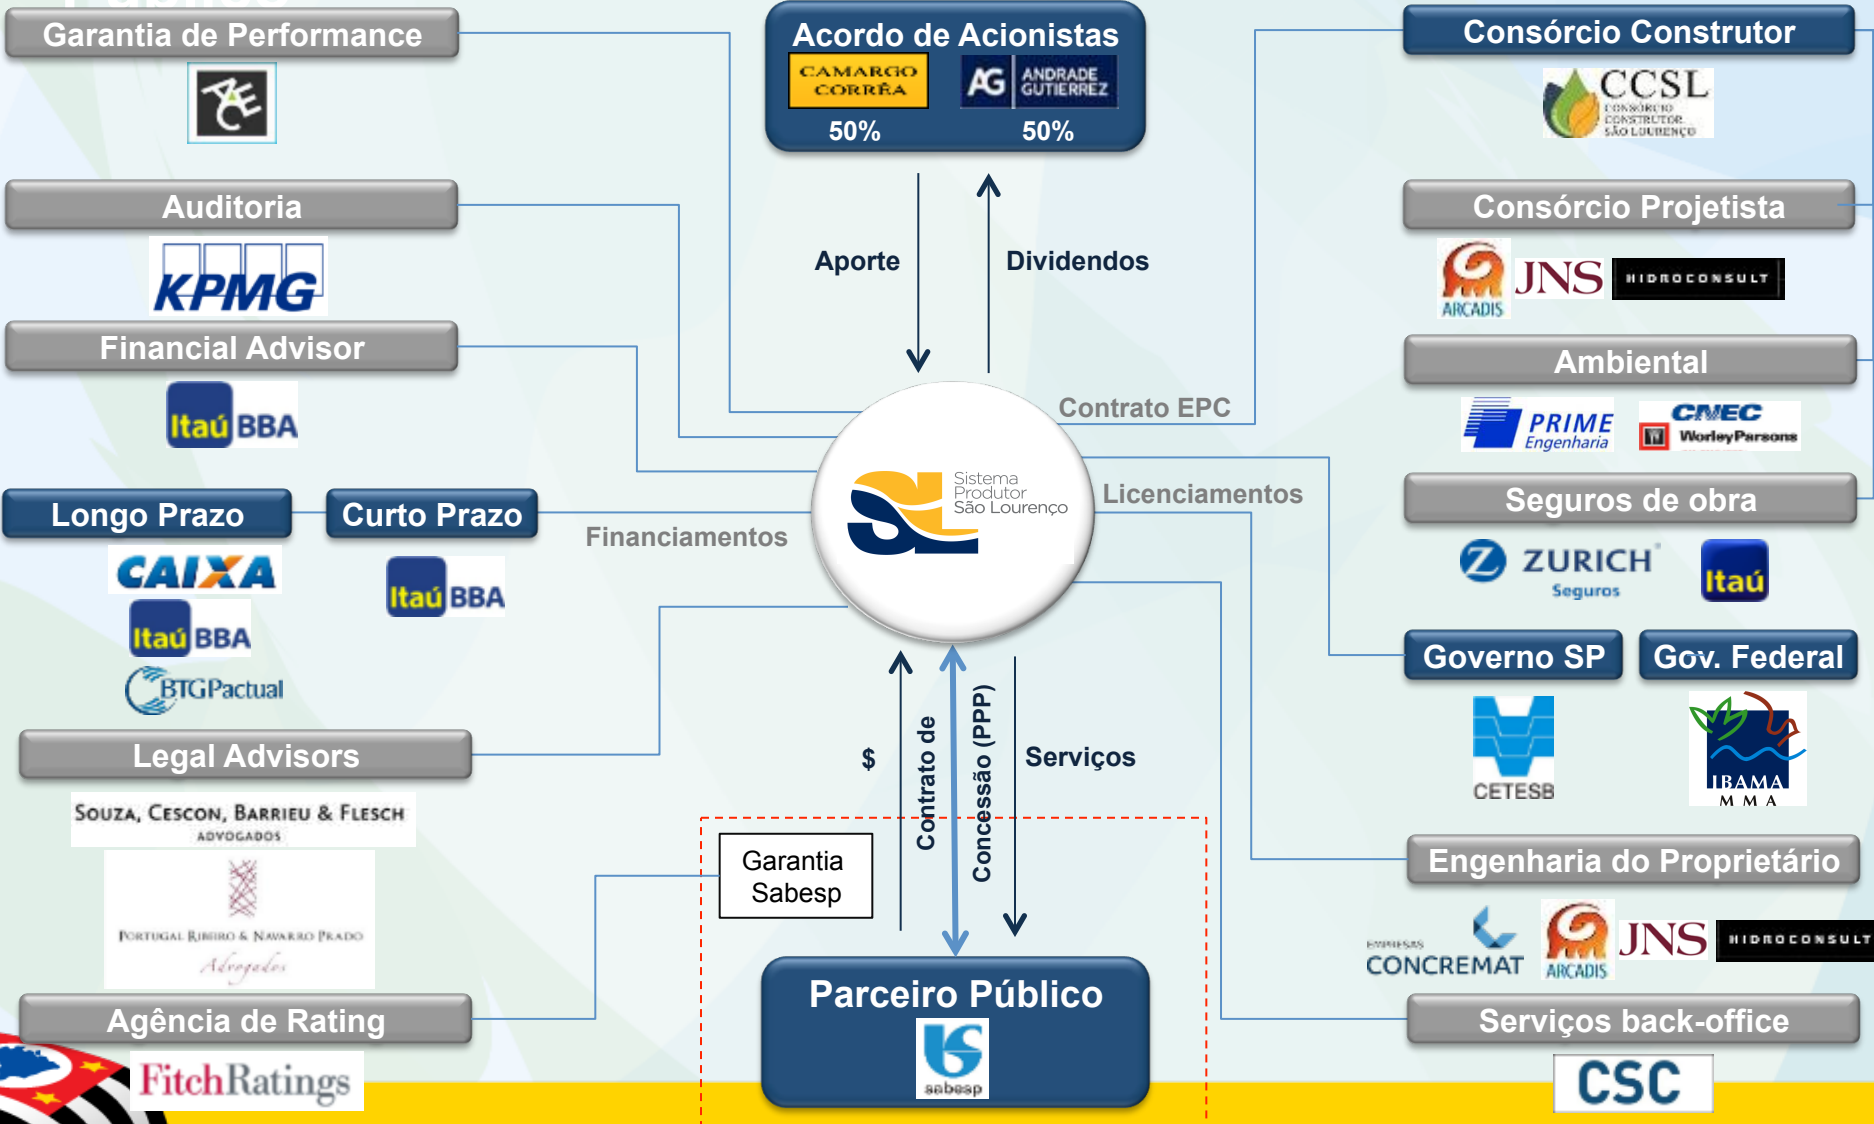 Garantia de Performance
ACE
Auditoria
KPMG
Financial Advisor
Itaú BBA
Longo Prazo
Curto Prazo
CAIXA
Itaú BBA
Itaú BBA
BTGPactual
Legal Advisors
SOUZA, CESCON, BARRIEU & FLESCH
ADVOGADOS
PORTUGAL RIBEIRO & NAVARRO PRADO
Advogados
Agência de Rating
FitchRatings
Acordo de Acionistas
CAMARGO
CORRÊA
AG ANDRADE
GUTIERREZ
50%
50%
Aporte
Dividendos
Contrato EPC
Licenciamentos
Financiamentos
SL
Sistema
Produtor
São Lourenço
$
Contrato de
Concessão (PPP)
Serviços
Garantia
Sabesp
Parceiro Público
sabesp
Consórcio Construtor
CCSL
CONSÓRCIO
CONSTRUTOR
SÃO LOURENÇO
Consórcio Projetista
ARCADIS
JNS
HIDROCONSULT
Ambiental
PRIME
Engenharia
CNEC
WorleyParsons
Seguros de obra
ZURICH
Seguros
Itaú
Governo SP
Gov. Federal
CETESB
IBAMA
MMA
Engenharia do Proprietário
EMPRESAS
CONCREMAT
ARCADIS
JNS
HIDROCONSULT
Serviços back-office
CSC